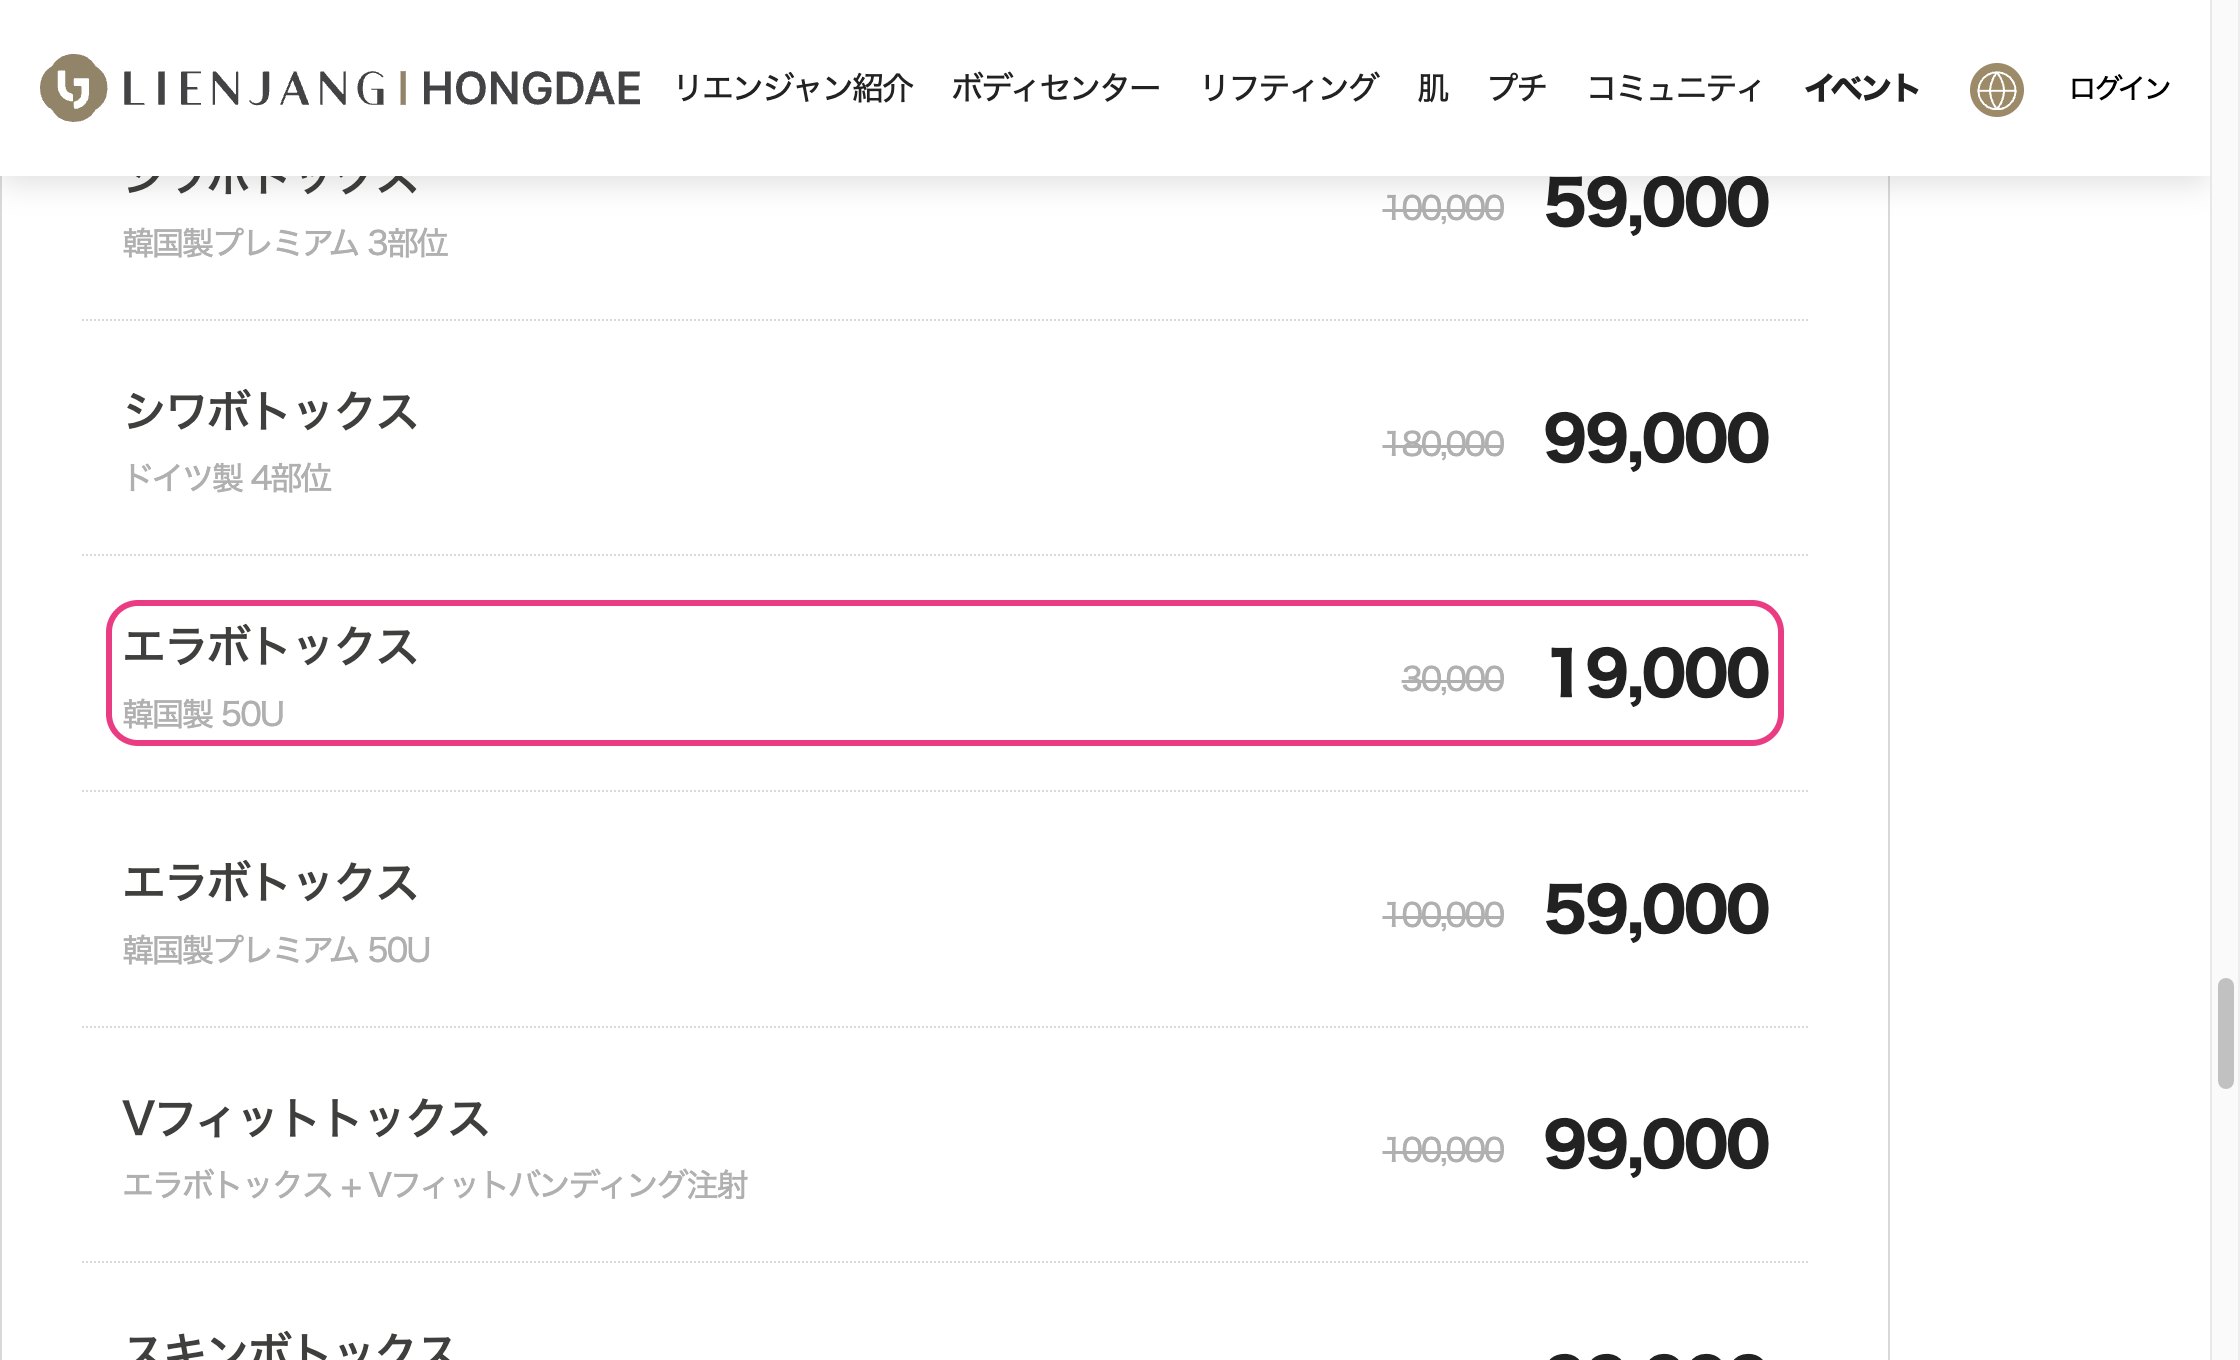 LIENJANG | HONGDAE リエンジャン紹介 ボディセンター リフティング 肌 プチ コミュニティ イベント ログイン
シワボトックス
100,000 59,000
韓国製プレミアム 3部位
シワボトックス
180,000 99,000
ドイツ製 4部位
エラボトックス
30,000 19,000
韓国製 50U
エラボトックス
100,000 59,000
韓国製プレミアム 50U
Vフィットトックス
100,000 99,000
エラボトックス + Vフィットバンディング注射
スキンボトックス